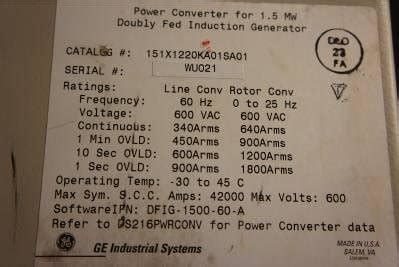 Power Converter for 1.5 MW
Doubly Fed Induction Generator
CATALOG #: 151X1220KA01SA01
SERIAL #: WU021
Ratings: Line Conv Rotor Conv
Frequency: 60 Hz 0 to 25 Hz
Voltage: 600 VAC 600 VAC
Continuous: 340Arms 640Arms
1 Min OVLD: 450Arms 900Arms
10 Sec OVLD: 600Arms 1200Arms
1 Sec OVLD: 900Arms 1800Arms
Operating Temp: -30 to 45 C
Max Sym. S.C.C. Amps: 42000 Max Volts: 600
Software PN: DFIG-1500-60-A
Refer to DS216PWRCONV for Power Converter data
GE Industrial Systems
MADE IN U.S.A.
SALEM, VA